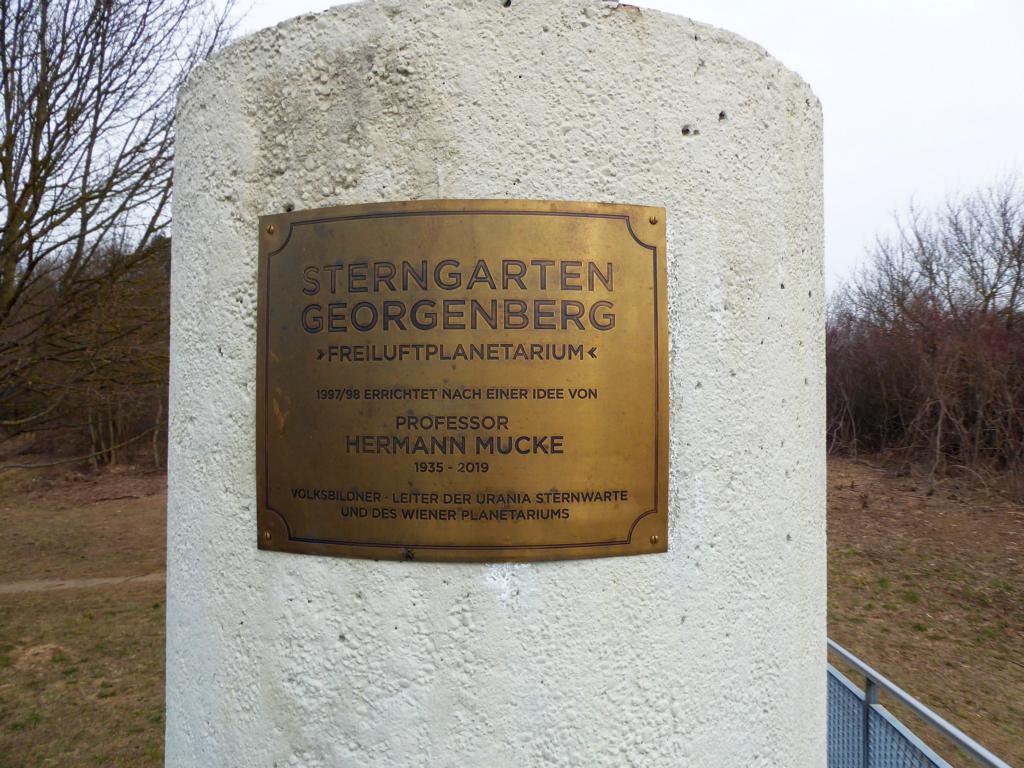 STERNGARTEN
GEORGENBERG
»FREILUFTPLANETARIUM«
1997/98 ERRICHTET NACH EINER IDEE VON
PROFESSOR
HERMANN MUCKE
1935 - 2019
VOLKSBILDNER · LEITER DER URANIA STERNWARTE
UND DES WIENER PLANETARIUMS